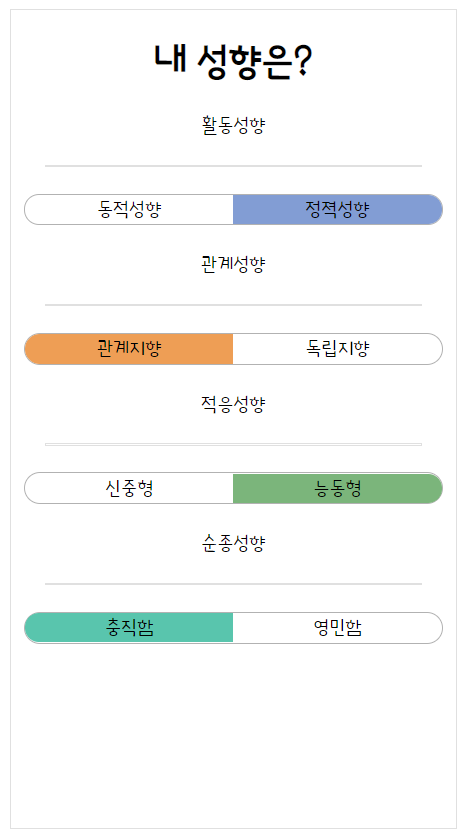 내 성향은?
활동성향
동적성향 정젹성향
관계성향
관계지향 독립지향
적응성향
신중형 능동형
순종성향
충직함 영민함